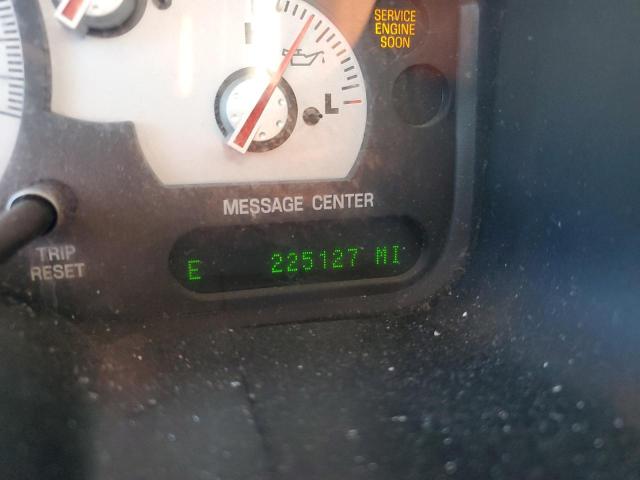 SERVICE
ENGINE
SOON
L
MESSAGE CENTER
TRIP
RESET
E 225127 MI